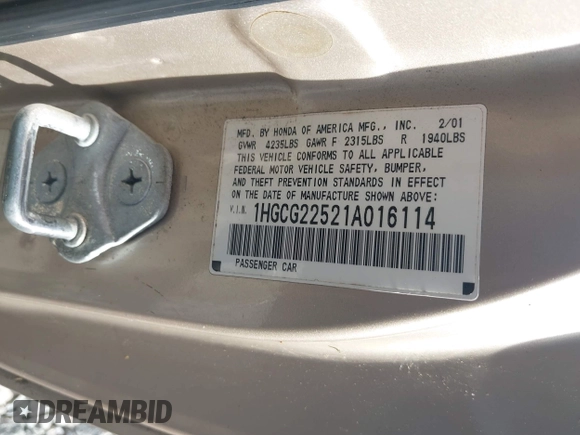 MFD. BY HONDA OF AMERICA MFG., INC. 2/01
GVWR 4235LBS GAWR F 2315LBS R 1940LBS
THIS VEHICLE CONFORMS TO ALL APPLICABLE
FEDERAL MOTOR VEHICLE SAFETY, BUMPER,
AND THEFT PREVENTION STANDARDS IN EFFECT
ON THE DATE OF MANUFACTURE SHOWN ABOVE:
V.I.N. 1HGCG22521A016114
PASSENGER CAR
DREAMBID